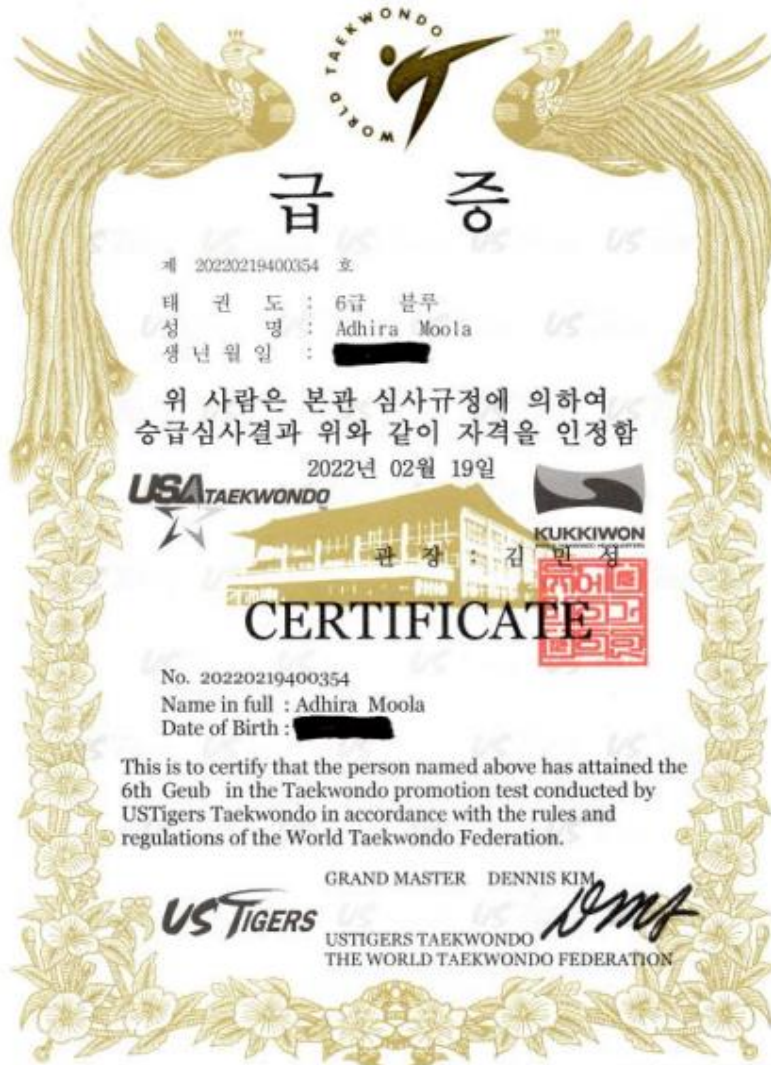 WORLD TAEKWONDO
급 증
제 20220219400354 호
태 권 도 : 6급 블루
성 명 : Adhira Moola
생년월일 :
위 사람은 본관 심사규정에 의하여
승급심사결과 위와 같이 자격을 인정함
2022년 02월 19일
USA TAEKWONDO
KUKKIWON
관 장 : 김 민 성
CERTIFICATE
No. 20220219400354
Name in full : Adhira Moola
Date of Birth :
This is to certify that the person named above has attained the
6th Geub in the Taekwondo promotion test conducted by
USTigers Taekwondo in accordance with the rules and
regulations of the World Taekwondo Federation.
GRAND MASTER DENNIS KIM
US TIGERS
USTIGERS TAEKWONDO
THE WORLD TAEKWONDO FEDERATION